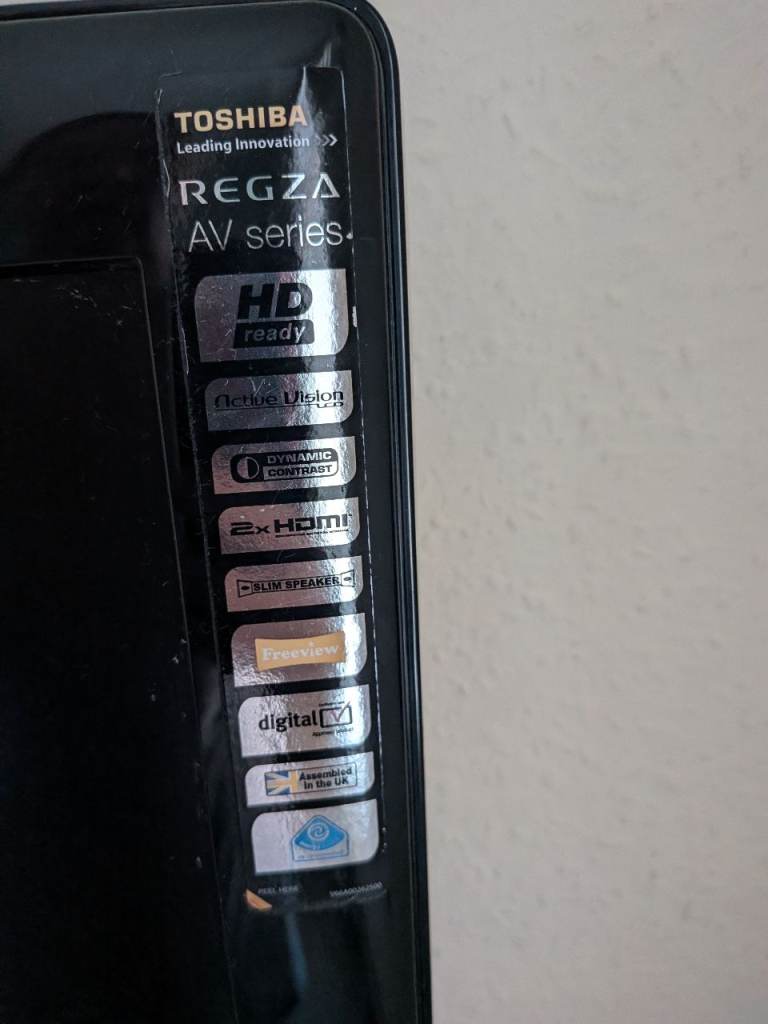 TOSHIBA
Leading Innovation >>>
REGZA
AV series
HD
ready
Active Vision
LCD
DYNAMIC
CONTRAST
2x HDMI
SLIM SPEAKER
Freeview
digital
Assembled
in the UK
PEEL HERE